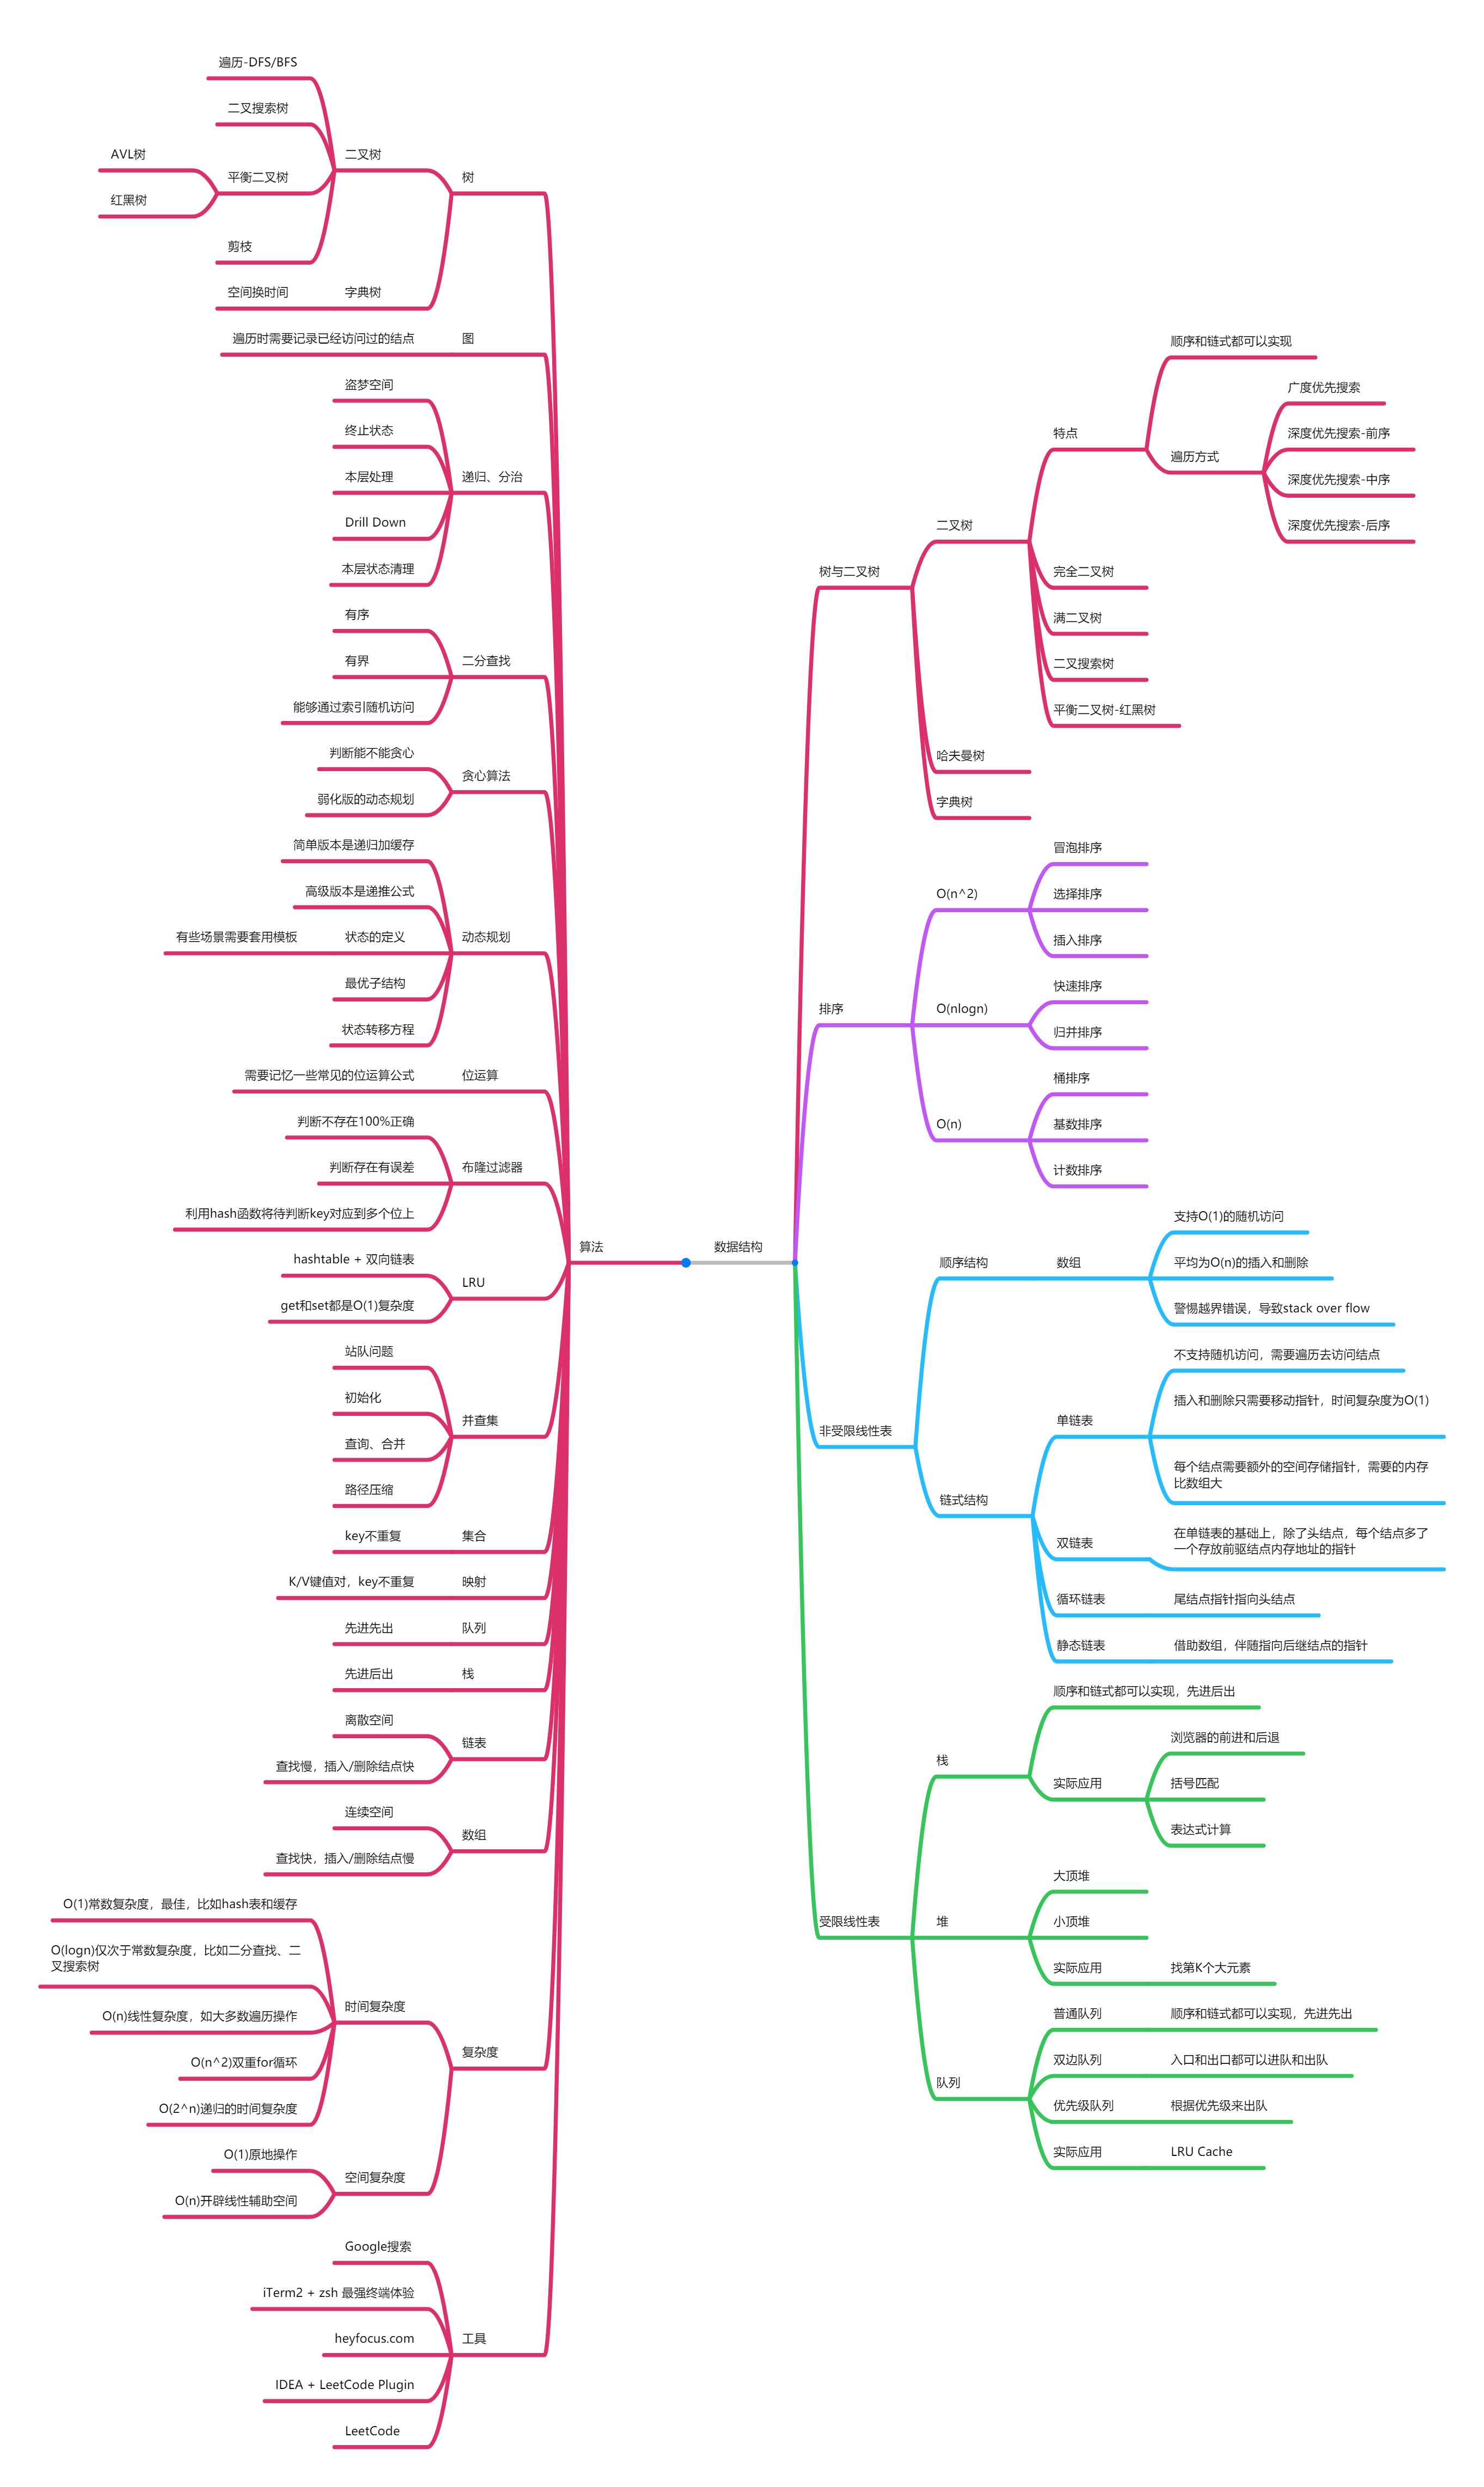 数据结构
算法
树
二叉树
遍历-DFS/BFS
二叉搜索树
平衡二叉树
AVL树
红黑树
剪枝
字典树
空间换时间
图
遍历时需要记录已经访问过的结点
递归、分治
盗梦空间
终止状态
本层处理
Drill Down
本层状态清理
二分查找
有序
有界
能够通过索引随机访问
贪心算法
判断能不能贪心
弱化版的动态规划
动态规划
简单版本是递归加缓存
高级版本是递推公式
状态的定义
有些场景需要套用模板
最优子结构
状态转移方程
位运算
需要记忆一些常见的位运算公式
布隆过滤器
判断不存在100%正确
判断存在有误差
利用hash函数将待判断key对应到多个位上
LRU
hashtable + 双向链表
get和set都是O(1)复杂度
并查集
站队问题
初始化
查询、合并
路径压缩
集合
key不重复
映射
K/V键值对，key不重复
队列
先进先出
栈
先进后出
链表
离散空间
查找慢，插入/删除结点快
数组
连续空间
查找快，插入/删除结点慢
复杂度
时间复杂度
O(1)常数复杂度，最佳，比如hash表和缓存
O(logn)仅次于常数复杂度，比如二分查找、二
叉搜索树
O(n)线性复杂度，如大多数遍历操作
O(n^2)双重for循环
O(2^n)递归的时间复杂度
空间复杂度
O(1)原地操作
O(n)开辟线性辅助空间
工具
Google搜索
iTerm2 + zsh 最强终端体验
heyfocus.com
IDEA + LeetCode Plugin
LeetCode
树与二叉树
二叉树
特点
顺序和链式都可以实现
遍历方式
广度优先搜索
深度优先搜索-前序
深度优先搜索-中序
深度优先搜索-后序
完全二叉树
满二叉树
二叉搜索树
平衡二叉树-红黑树
哈夫曼树
字典树
排序
O(n^2)
冒泡排序
选择排序
插入排序
O(nlogn)
快速排序
归并排序
O(n)
桶排序
基数排序
计数排序
非受限线性表
顺序结构
数组
支持O(1)的随机访问
平均为O(n)的插入和删除
警惕越界错误，导致stack over flow
链式结构
单链表
不支持随机访问，需要遍历去访问结点
插入和删除只需要移动指针，时间复杂度为O(1)
每个结点需要额外的空间存储指针，需要的内存
比数组大
双链表
在单链表的基础上，除了头结点，每个结点多了
一个存放前驱结点内存地址的指针
循环链表
尾结点指针指向头结点
静态链表
借助数组，伴随指向后继结点的指针
受限线性表
栈
顺序和链式都可以实现，先进后出
实际应用
浏览器的前进和后退
括号匹配
表达式计算
堆
大顶堆
小顶堆
实际应用
找第K个大元素
队列
普通队列
顺序和链式都可以实现，先进先出
双边队列
入口和出口都可以进队和出队
优先级队列
根据优先级来出队
实际应用
LRU Cache